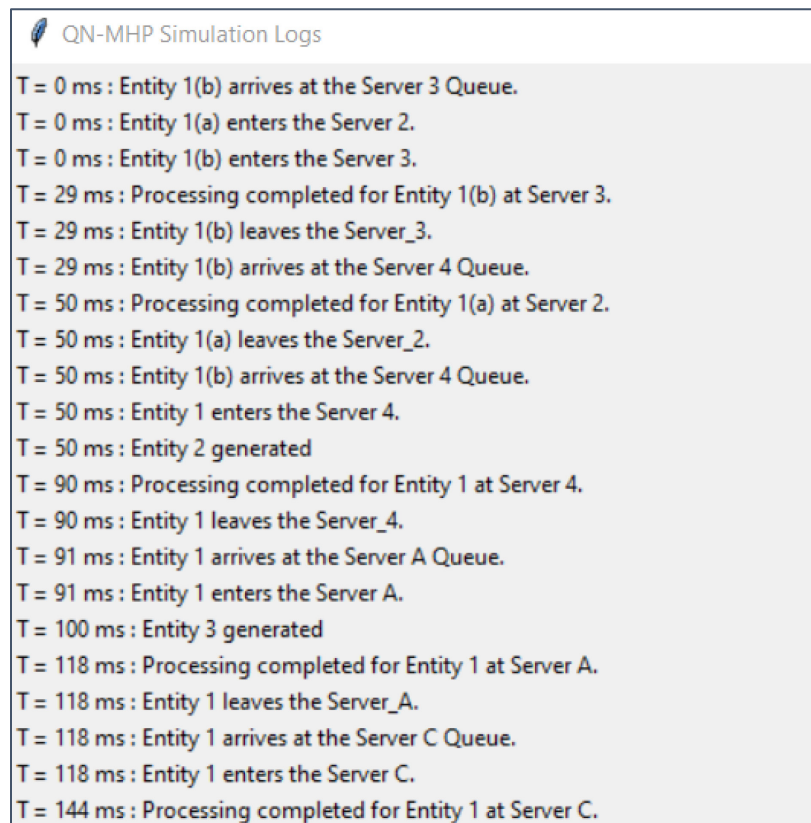 QN-MHP Simulation Logs
T = 0 ms : Entity 1(b) arrives at the Server 3 Queue.
T = 0 ms : Entity 1(a) enters the Server 2.
T = 0 ms : Entity 1(b) enters the Server 3.
T = 29 ms : Processing completed for Entity 1(b) at Server 3.
T = 29 ms : Entity 1(b) leaves the Server_3.
T = 29 ms : Entity 1(b) arrives at the Server 4 Queue.
T = 50 ms : Processing completed for Entity 1(a) at Server 2.
T = 50 ms : Entity 1(a) leaves the Server_2.
T = 50 ms : Entity 1(b) arrives at the Server 4 Queue.
T = 50 ms : Entity 1 enters the Server 4.
T = 50 ms : Entity 2 generated
T = 90 ms : Processing completed for Entity 1 at Server 4.
T = 90 ms : Entity 1 leaves the Server_4.
T = 91 ms : Entity 1 arrives at the Server A Queue.
T = 91 ms : Entity 1 enters the Server A.
T = 100 ms : Entity 3 generated
T = 118 ms : Processing completed for Entity 1 at Server A.
T = 118 ms : Entity 1 leaves the Server_A.
T = 118 ms : Entity 1 arrives at the Server C Queue.
T = 118 ms : Entity 1 enters the Server C.
T = 144 ms : Processing completed for Entity 1 at Server C.